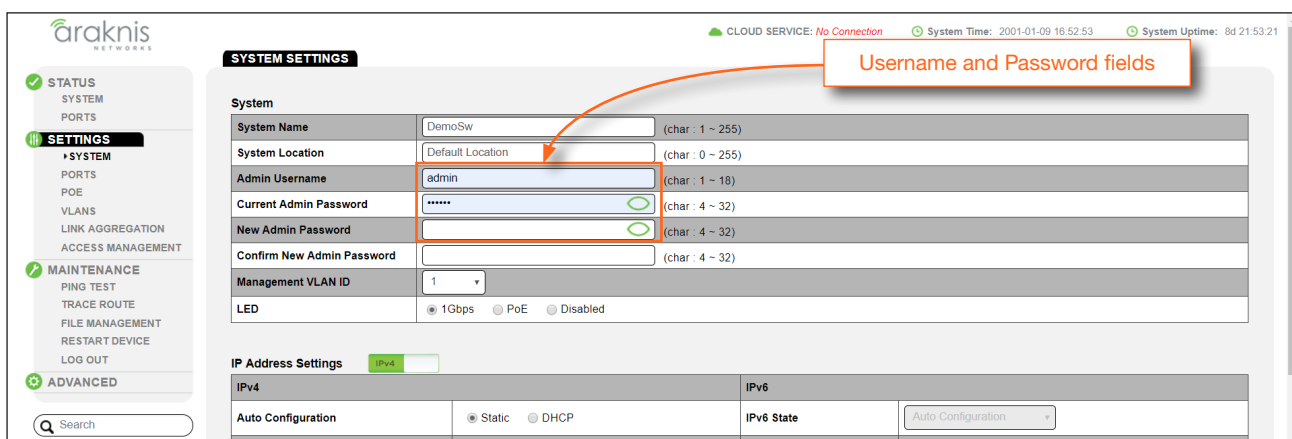 araknis
NETWORKS
CLOUD SERVICE: No Connection
System Time: 2001-01-09 16:52:53
System Uptime: 8d 21:53:21
SYSTEM SETTINGS
Username and Password fields
STATUS
SYSTEM
PORTS
SETTINGS
SYSTEM
PORTS
POE
VLANS
LINK AGGREGATION
ACCESS MANAGEMENT
MAINTENANCE
PING TEST
TRACE ROUTE
FILE MANAGEMENT
RESTART DEVICE
LOG OUT
ADVANCED
Search
System
System Name DemoSw (char : 1 ~ 255)
System Location Default Location (char : 0 ~ 255)
Admin Username admin (char : 1 ~ 18)
Current Admin Password •••••• (char : 4 ~ 32)
New Admin Password (char : 4 ~ 32)
Confirm New Admin Password (char : 4 ~ 32)
Management VLAN ID 1
LED 1Gbps PoE Disabled
IP Address Settings IPv4
IPv4 IPv6
Auto Configuration Static DHCP IPv6 State Auto Configuration